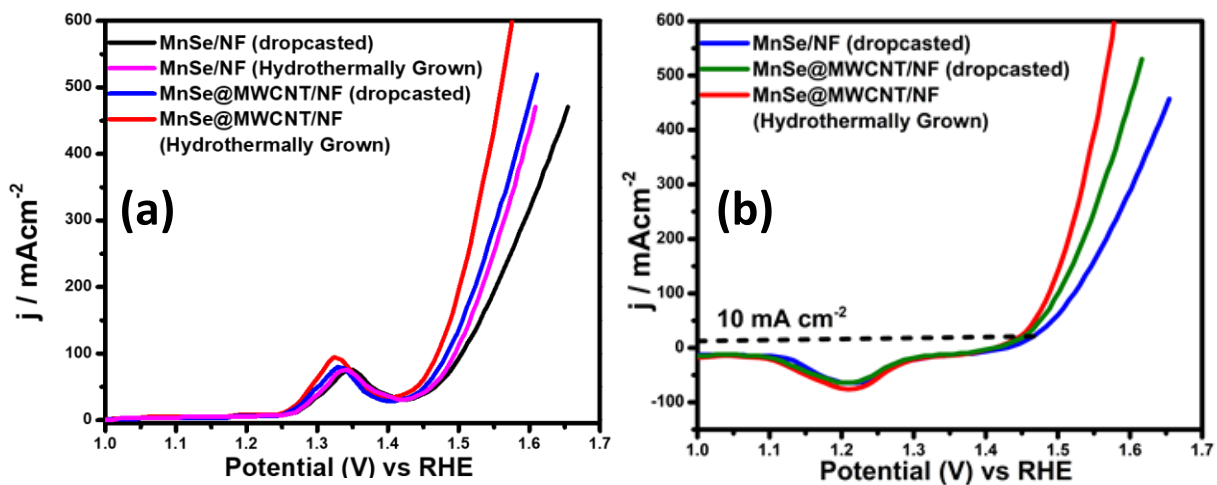 600
500
400
300
200
100
0
j / mAcm-2
MnSe/NF (dropcasted)
MnSe/NF (Hydrothermally Grown)
MnSe@MWCNT/NF (dropcasted)
MnSe@MWCNT/NF
(Hydrothermally Grown)
(a)
1.0 1.1 1.2 1.3 1.4 1.5 1.6 1.7
Potential (V) vs RHE
600
500
400
300
200
100
0
-100
j / mAcm-2
MnSe/NF (dropcasted)
MnSe@MWCNT/NF (dropcasted)
MnSe@MWCNT/NF
(Hydrothermally Grown)
(b)
10 mA cm-2
1.0 1.1 1.2 1.3 1.4 1.5 1.6 1.7
Potential (V) vs RHE